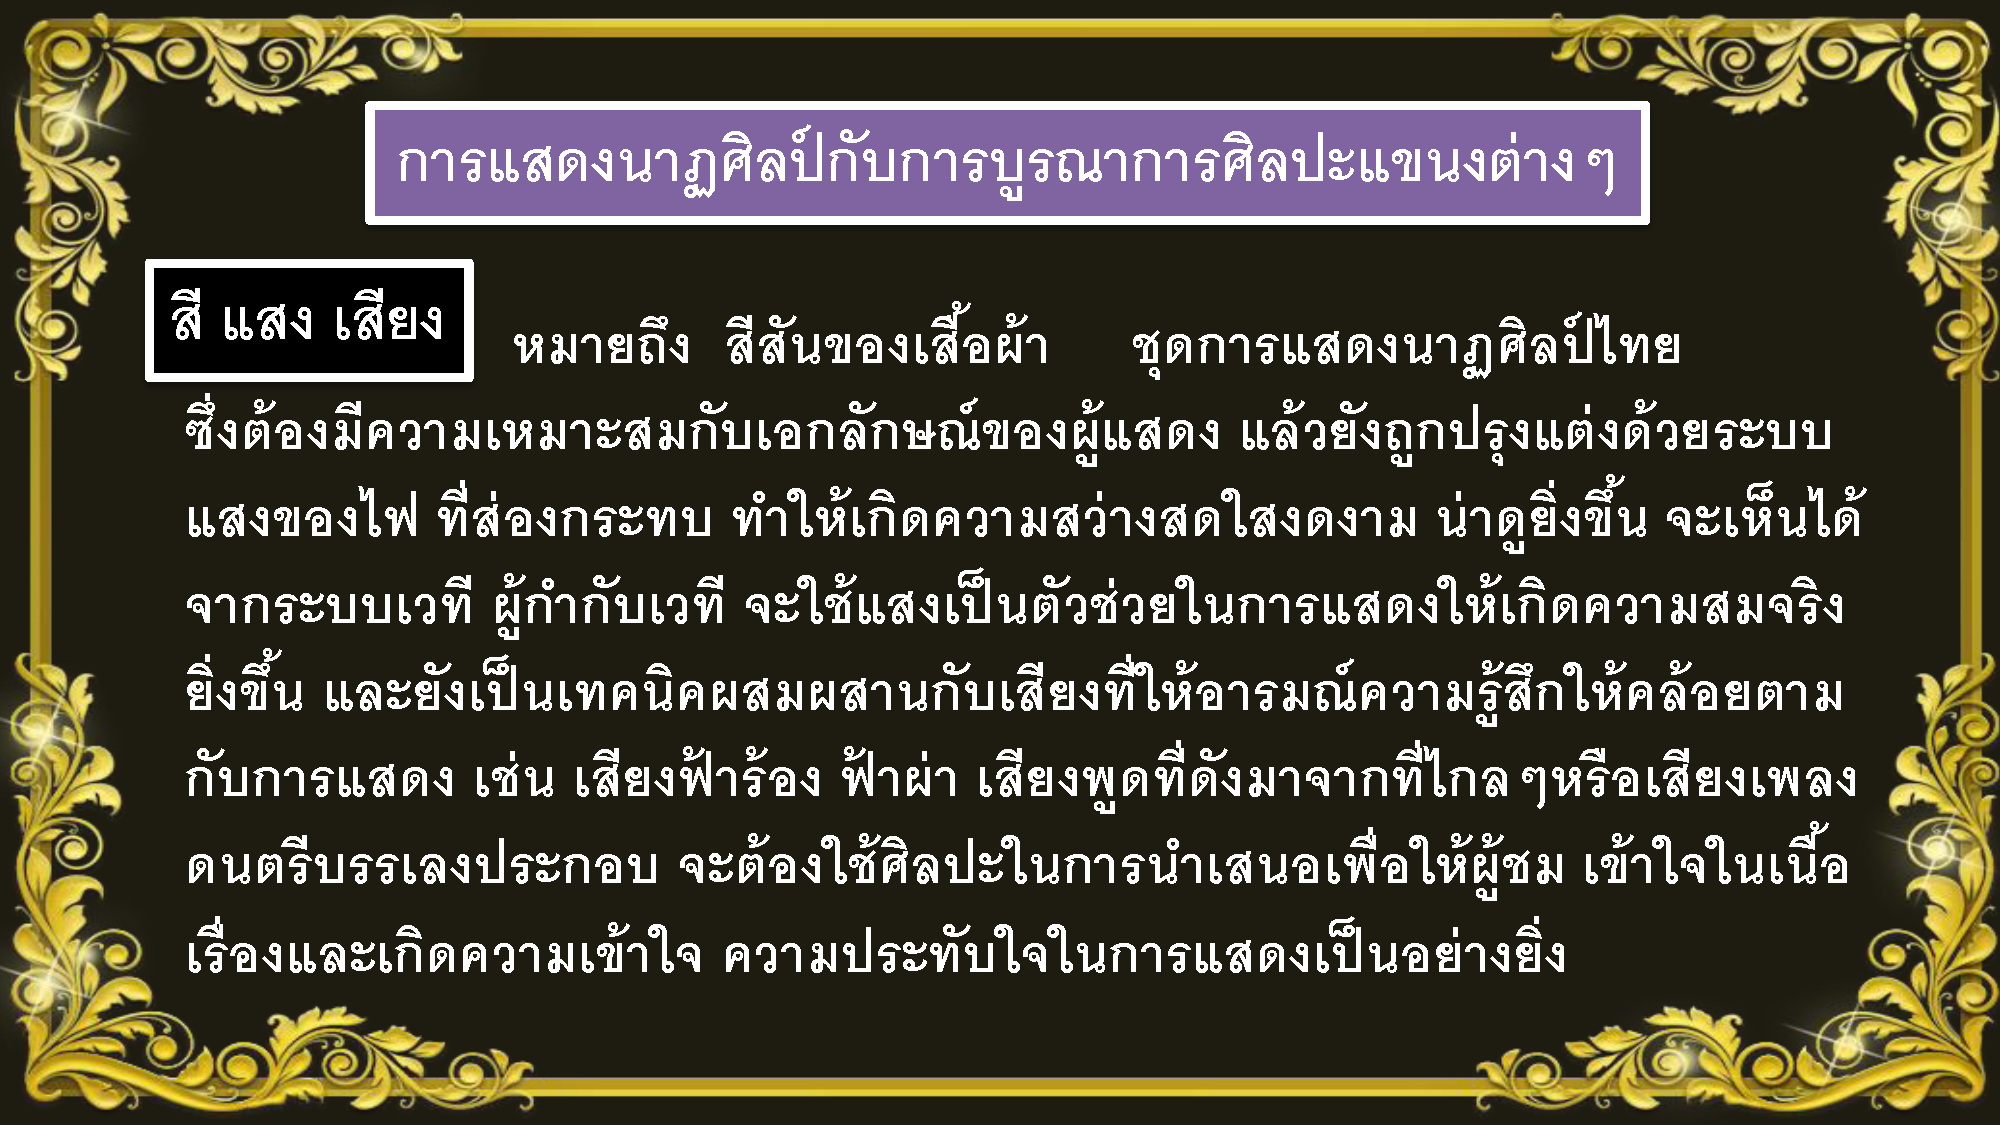 การแสดงนาฏศิลป์กับการบูรณาการศิลปะแขนงต่าง ๆ
สี แสง เสียง
หมายถึง สีสันของเสื้อผ้า ชุดการแสดงนาฏศิลป์ไทย
ซึ่งต้องมีความเหมาะสมกับเอกลักษณ์ของผู้แสดง แล้วยังถูกปรุงแต่งด้วยระบบ
แสงของไฟ ที่ส่องกระทบ ทำให้เกิดความสว่างสดใสงดงาม น่าดูยิ่งขึ้น จะเห็นได้
จากระบบเวที ผู้กำกับเวที จะใช้แสงเป็นตัวช่วยในการแสดงให้เกิดความสมจริง
ยิ่งขึ้น และยังเป็นเทคนิคผสมผสานกับเสียงที่ให้อารมณ์ความรู้สึกให้คล้อยตาม
กับการแสดง เช่น เสียงฟ้าร้อง ฟ้าผ่า เสียงพูดที่ดังมาจากที่ไกล ๆหรือเสียงเพลง
ดนตรีบรรเลงประกอบ จะต้องใช้ศิลปะในการนำเสนอเพื่อให้ผู้ชม เข้าใจในเนื้อ
เรื่องและเกิดความเข้าใจ ความประทับใจในการแสดงเป็นอย่างยิ่ง